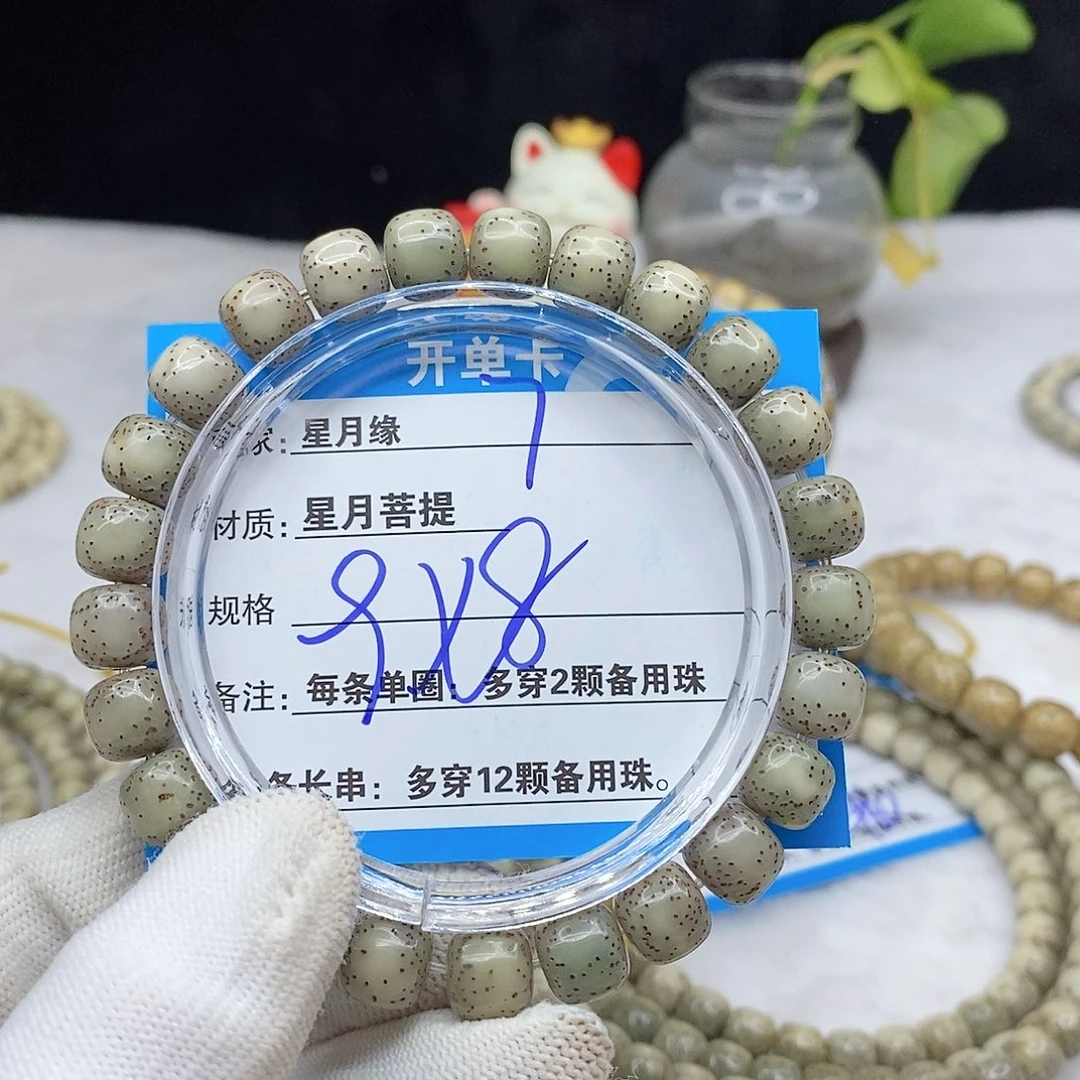 开单卡
7
家: 星月缘
材质: 星月菩提
规格 9X8
备注: 每条单圈: 多穿2颗备用珠
条长串: 多穿12颗备用珠。